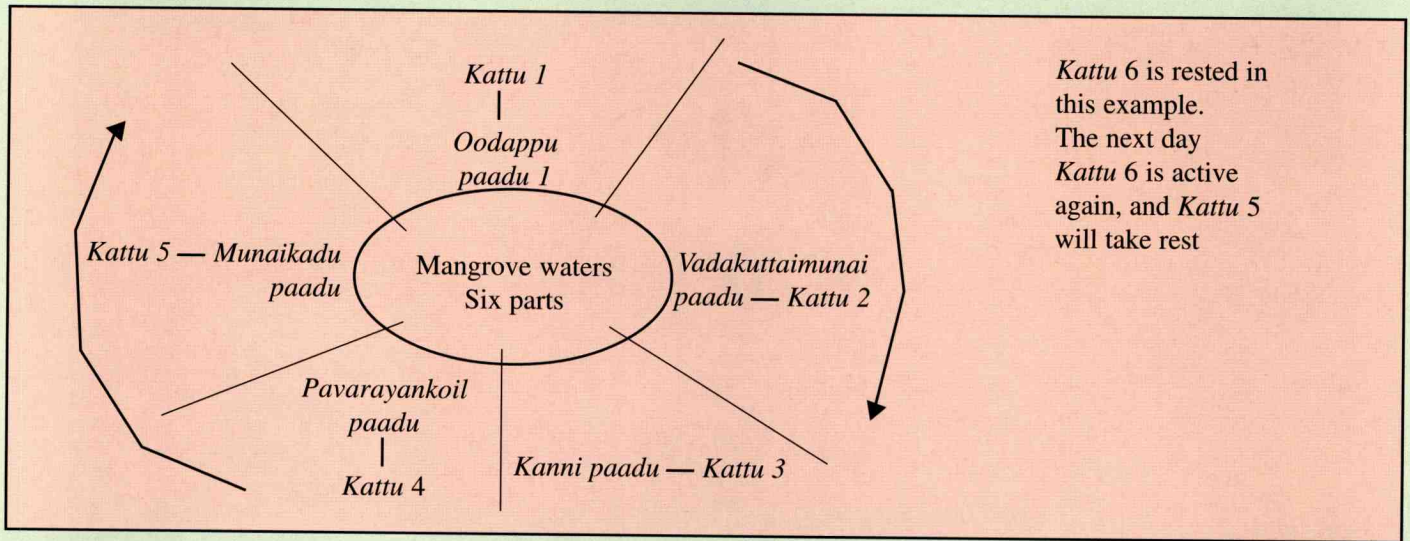 Kattu 1
Oodappu
paadu 1
Kattu 5 — Munaikadu
paadu
Mangrove waters
Six parts
Vadakuttaimunai
paadu — Kattu 2
Pavarayankoil
paadu
Kattu 4
Kanni paadu — Kattu 3
Kattu 6 is rested in
this example.
The next day
Kattu 6 is active
again, and Kattu 5
will take rest